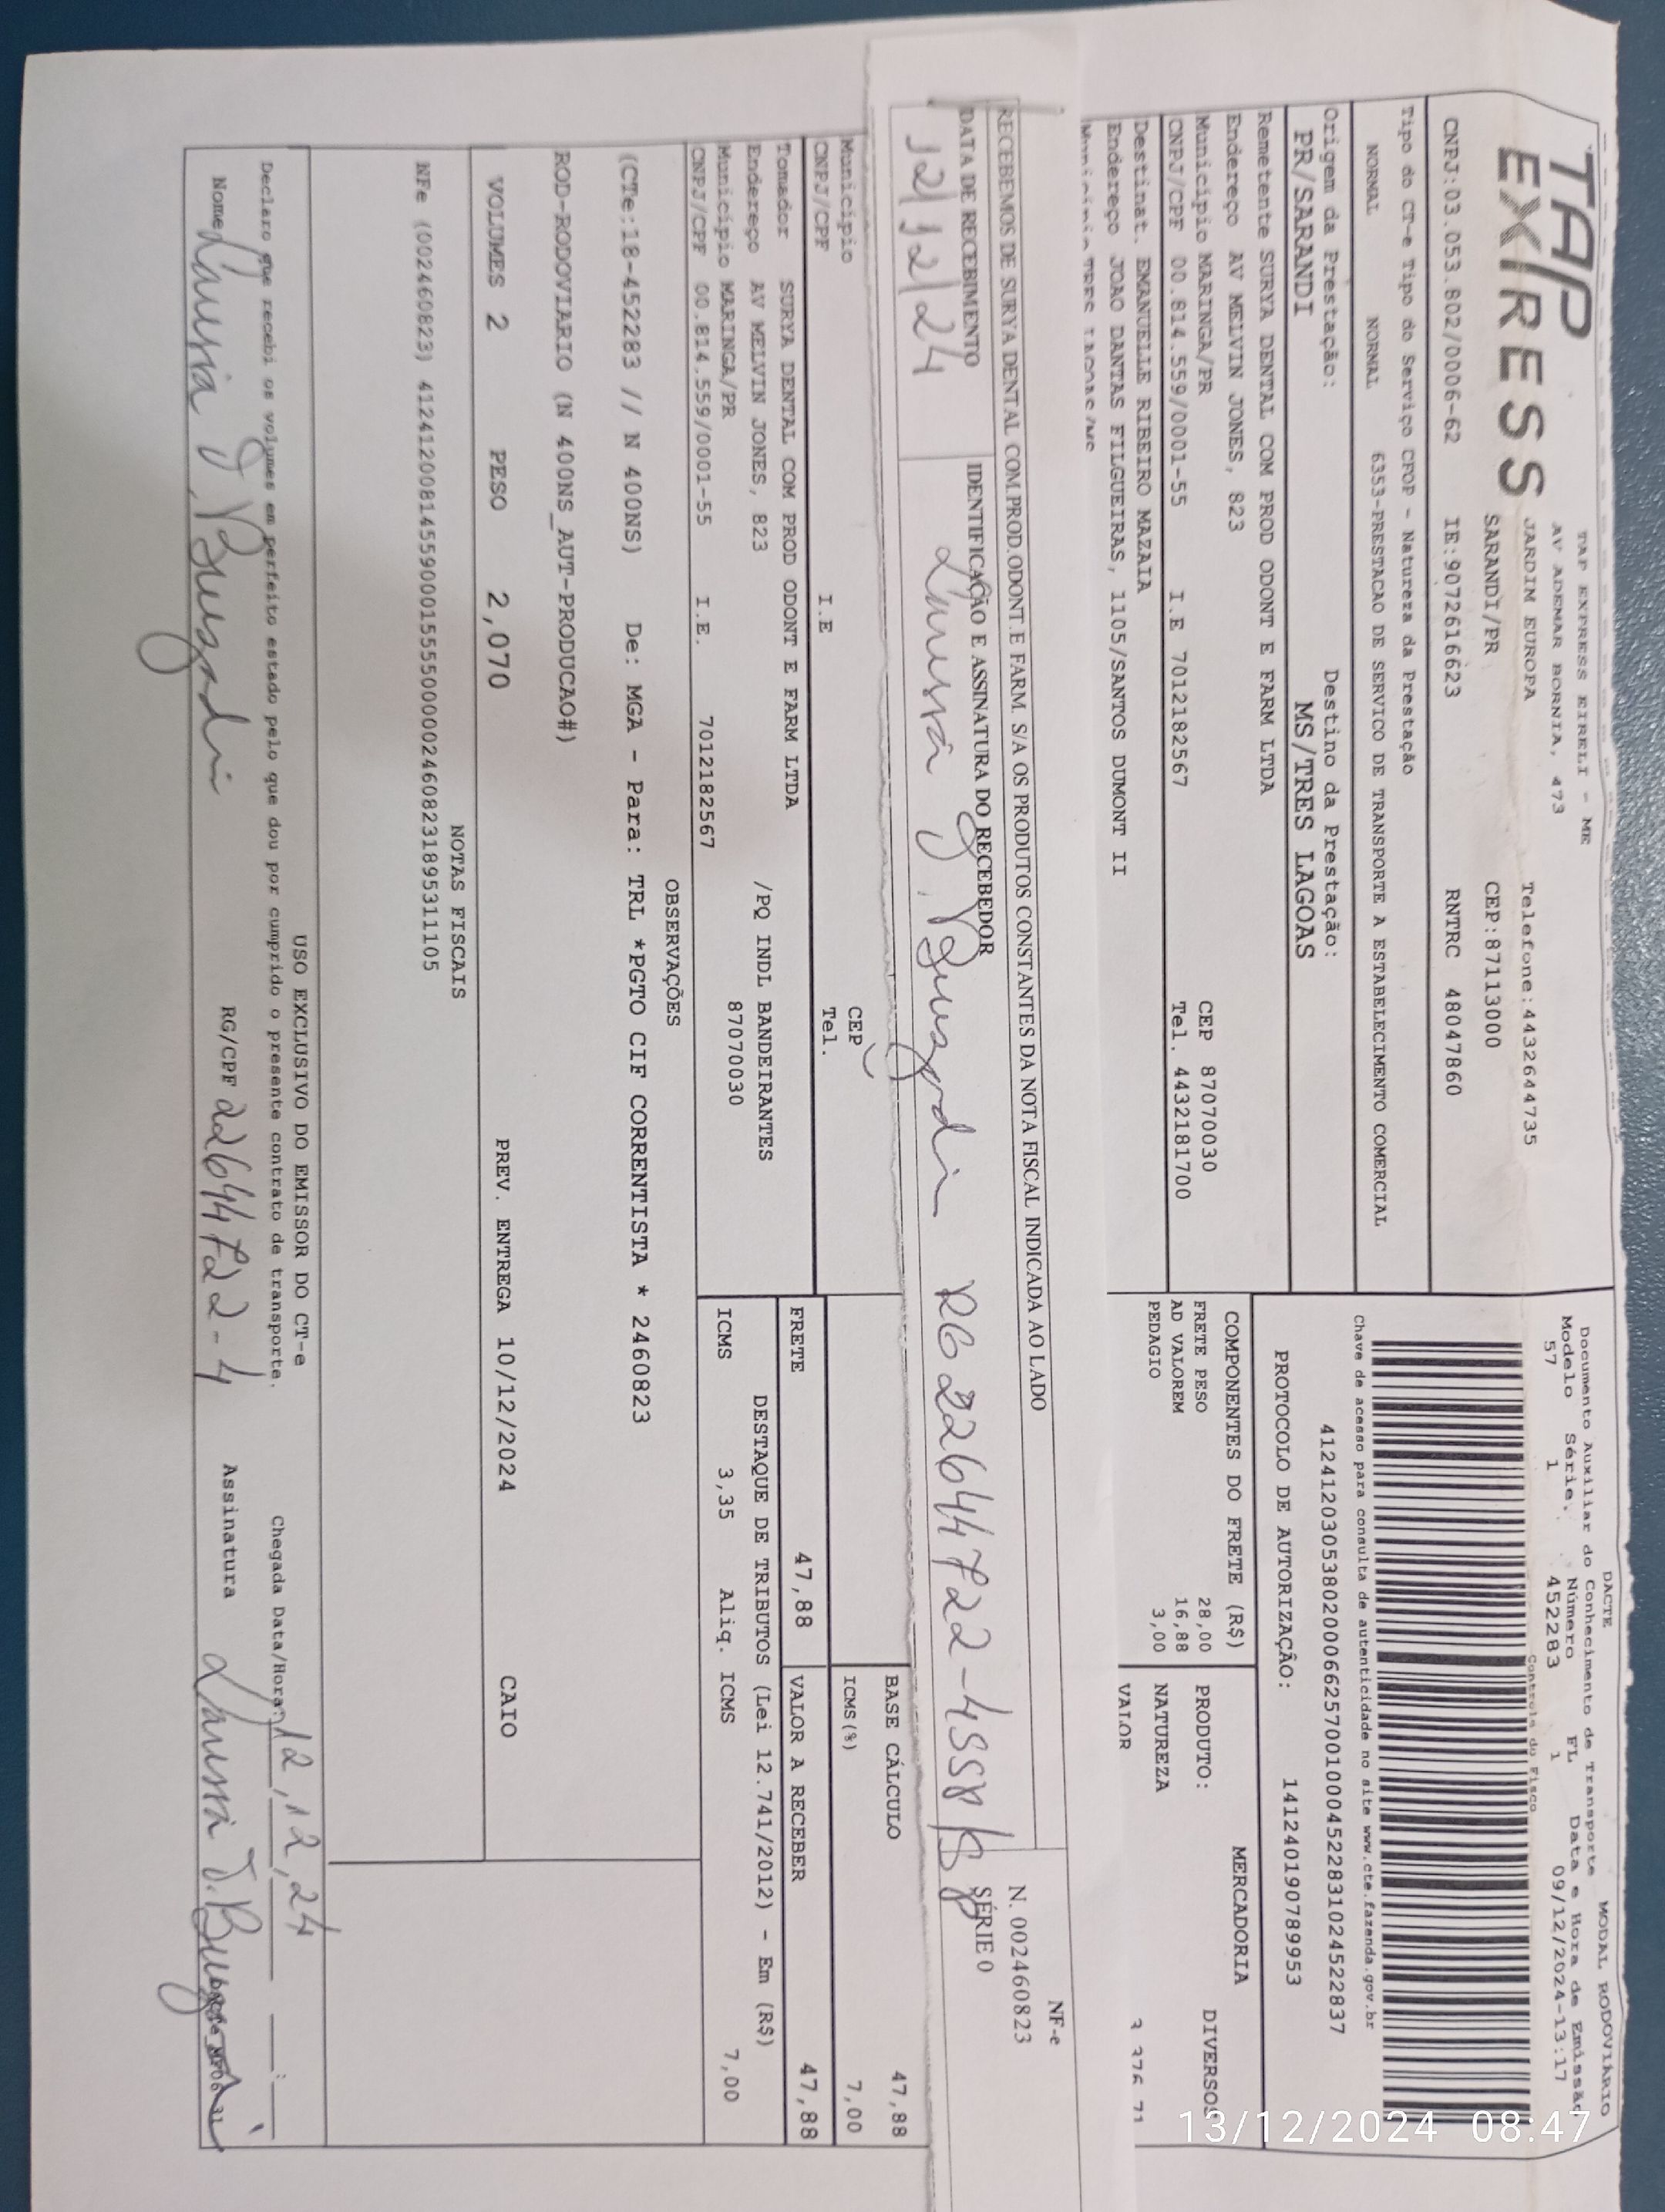 TAP EXPRESS
TAP EXPRESS EIRELI - ME
AV ADEMAR BORNIA, 473
JARDIM EUROPA Telefone:4432644735
SARANDI/PR CEP:87113000
CNPJ:03.053.802/0006-62 IE:9072616623 RNTRC 48047860
DACTE MODAL RODOVIÁRIO
Documento Auxiliar do Conhecimento de Transporte
Modelo Série. Número FL Data e Hora de Emissão
57 1 452283 1 09/12/2024-13:17
Controle do Fisco
Chave de acesso para consulta de autenticidade no site www.cte.fazenda.gov.br
41241203053802000662570010004522831024522837
PROTOCOLO DE AUTORIZAÇÃO: 141240190789953
Tipo do CT-e Tipo do Serviço CFOP - Natureza da Prestação
NORMAL NORMAL 6353-PRESTACAO DE SERVICO DE TRANSPORTE A ESTABELECIMENTO COMERCIAL
Origem da Prestação: Destino da Prestação:
PR/SARANDI MS/TRES LAGOAS
Remetente SURYA DENTAL COM PROD ODONT E FARM LTDA
Endereço AV MELVIN JONES, 823
Município MARINGA/PR CEP 87070030
CNPJ/CPF 00.814.559/0001-55 I.E 7012182567 Tel. 4432181700
Destinat. EMANUELLE RIBEIRO MAZAIA
Endereço JOAO DANTAS FILGUEIRAS, 1105/SANTOS DUMONT II
COMPONENTES DO FRETE (R$)
FRETE PESO 28,00
AD VALOREM 16,88
PEDAGIO 3,00
MERCADORIA
PRODUTO: DIVERSOS
NATUREZA
VALOR
RECEBEMOS DE SURYA DENTAL COM.PROD.ODONT.E FARM. S/A OS PRODUTOS CONSTANTES DA NOTA FISCAL INDICADA AO LADO
DATA DE RECEBIMENTO IDENTIFICAÇÃO E ASSINATURA DO RECEBEDOR
12/12/24 RG 22644722-4 SSP/SP
NF-e
N. 002460823
SÉRIE 0
Município CEP
CNPJ/CPF I.E Tel.
Tomador SURYA DENTAL COM PROD ODONT E FARM LTDA
Endereço AV MELVIN JONES, 823 /PQ INDL BANDEIRANTES
Município MARINGA/PR 87070030
CNPJ/CPF 00.814.559/0001-55 I.E. 7012182567
BASE CÁLCULO 47,88
ICMS(%) 7,00
FRETE 47,88 VALOR A RECEBER 47,88
DESTAQUE DE TRIBUTOS (Lei 12.741/2012) - Em (R$)
ICMS 3,35 Aliq. ICMS 7,00
OBSERVAÇÕES
(CTe:18-452283 // N 400NS) De: MGA - Para: TRL *PGTO CIF CORRENTISTA * 2460823
ROD-RODOVIARIO (N 400NS_AUT-PRODUCAO#)
VOLUMES 2 PESO 2,070 PREV. ENTREGA 10/12/2024 CAIO
NOTAS FISCAIS
NFe (002460823) 41241200814559000155550000024608231895311105
USO EXCLUSIVO DO EMISSOR DO CT-e
Declaro que recebi os volumes em perfeito estado pelo que dou por cumprido o presente contrato de transporte. Chegada Data/Hora: 12,12,24
Nome RG/CPF 22644722-4 Assinatura
13/12/2024 08:47